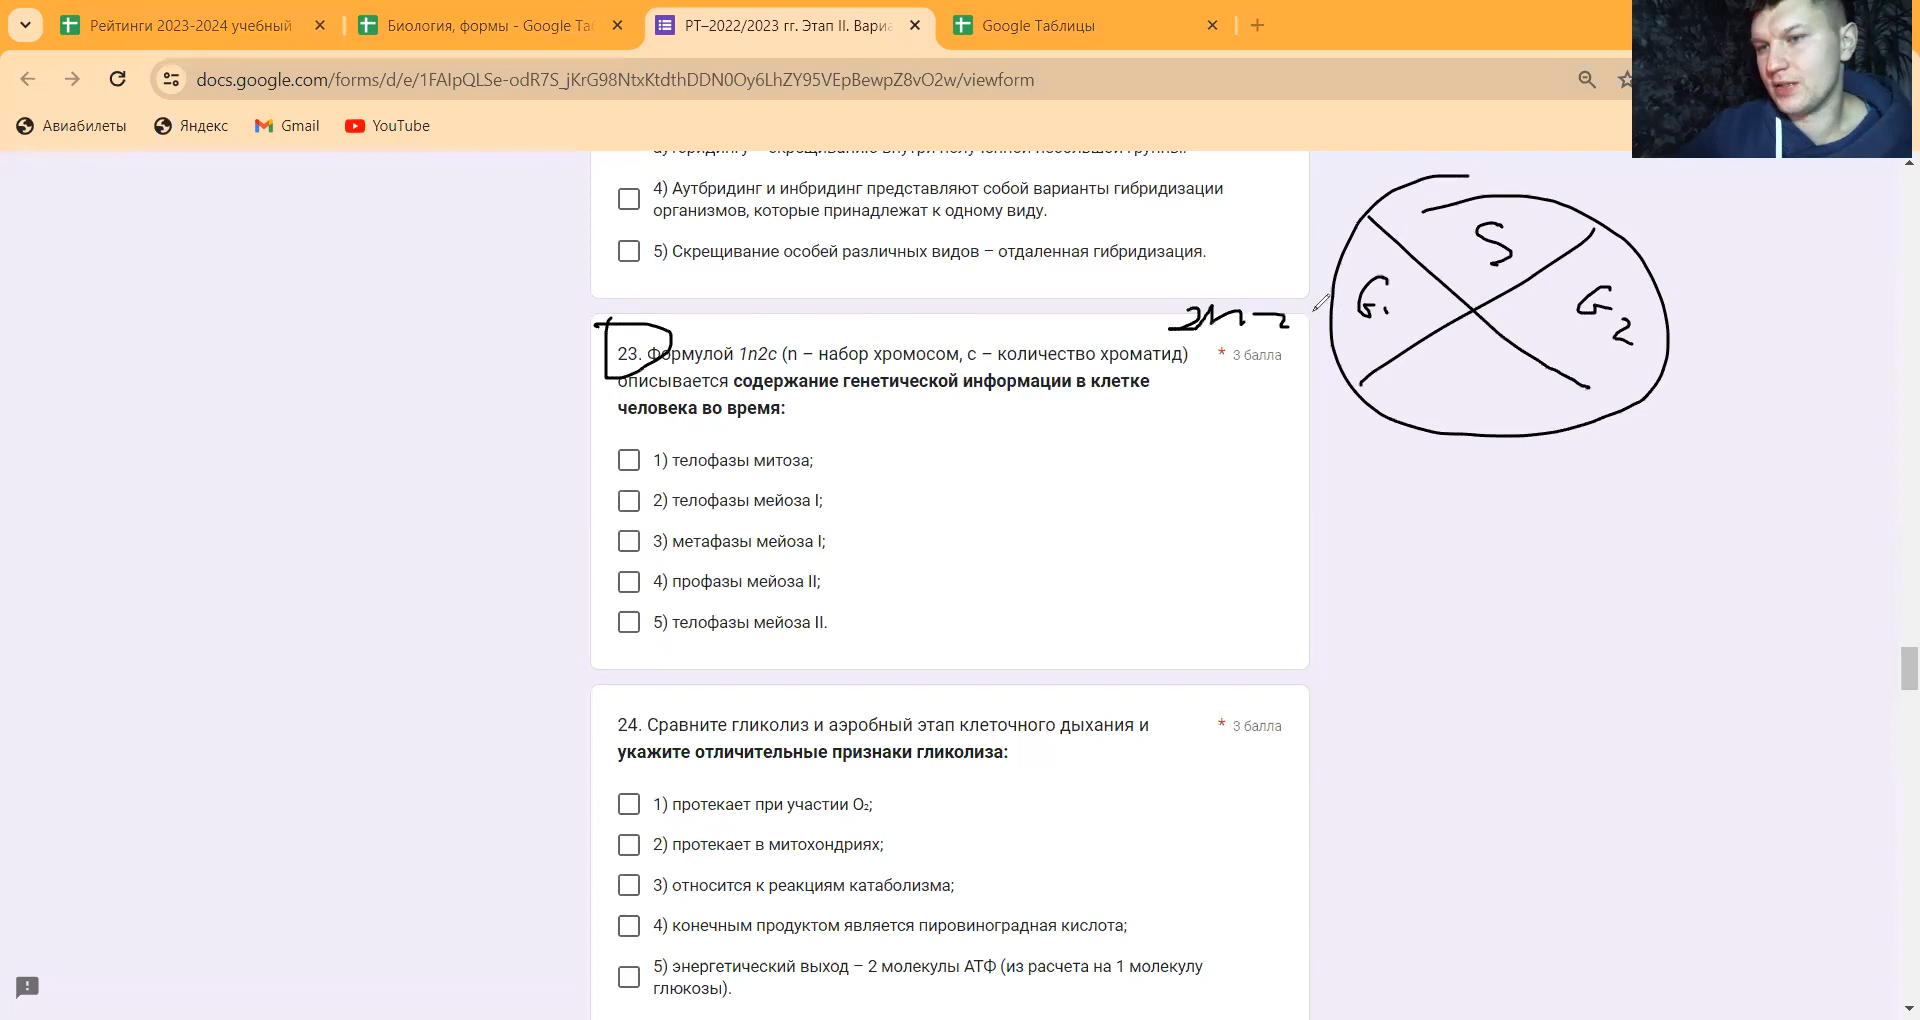 Рейтинги 2023-2024 учебный
Биология, формы - Google Таб
РТ–2022/2023 гг. Этап II. Вариа
Google Таблицы
docs.google.com/forms/d/e/1FAIpQLSe-odR7S_jKrG98NtxKtdthDDN0Oy6LhZY95VEpBewpZ8vO2w/viewform
Авиабилеты
Яндекс
Gmail
YouTube
4) Аутбридинг и инбридинг представляют собой варианты гибридизации
организмов, которые принадлежат к одному виду.
5) Скрещивание особей различных видов – отдаленная гибридизация.
S
G1
G2
23. Формулой 1n2c (n – набор хромосом, с – количество хроматид) * 3 балла
описывается содержание генетической информации в клетке
человека во время:
1) телофазы митоза;
2) телофазы мейоза I;
3) метафазы мейоза I;
4) профазы мейоза II;
5) телофазы мейоза II.
24. Сравните гликолиз и аэробный этап клеточного дыхания и * 3 балла
укажите отличительные признаки гликолиза:
1) протекает при участии O₂;
2) протекает в митохондриях;
3) относится к реакциям катаболизма;
4) конечным продуктом является пировиноградная кислота;
5) энергетический выход – 2 молекулы АТФ (из расчета на 1 молекулу
глюкозы).